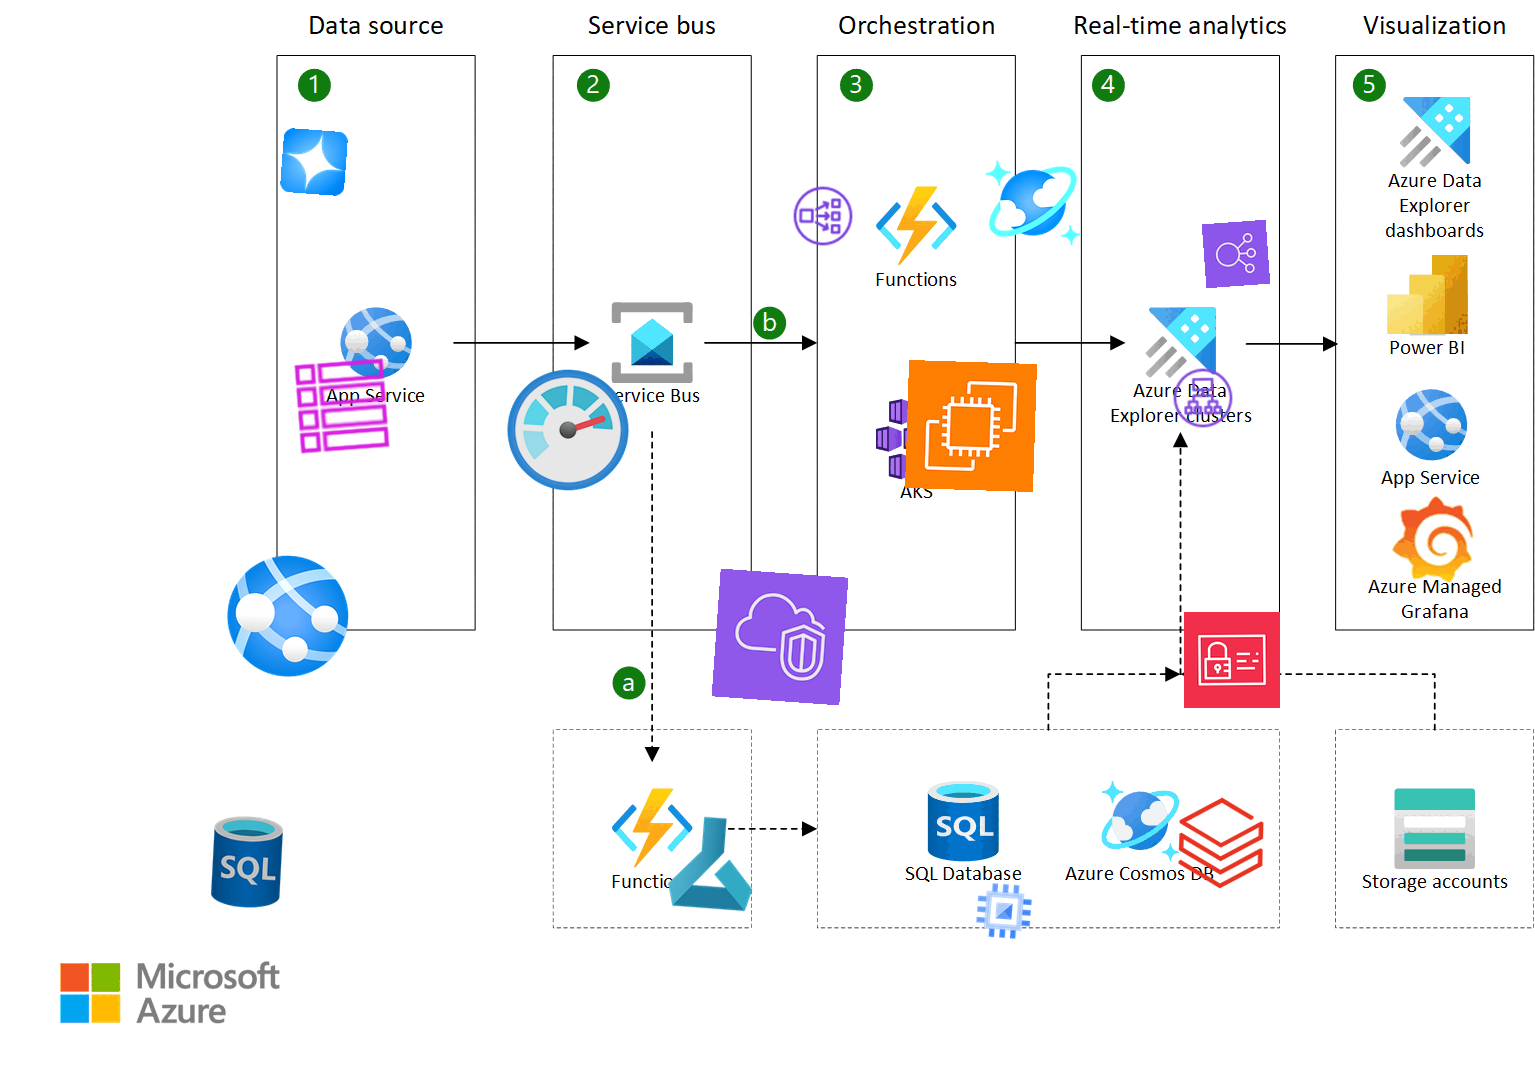 Data source
Service bus
Orchestration
Real-time analytics
Visualization
1
2
3
4
5
Azure Data
Explorer
dashboards
Functions
b
Power BI
App Service
Service Bus
Azure Data
Explorer clusters
App Service
AKS
Azure Managed
Grafana
a
SQL
SQL Database
Azure Cosmos DB
Functions
Storage accounts
SQL
Microsoft
Azure